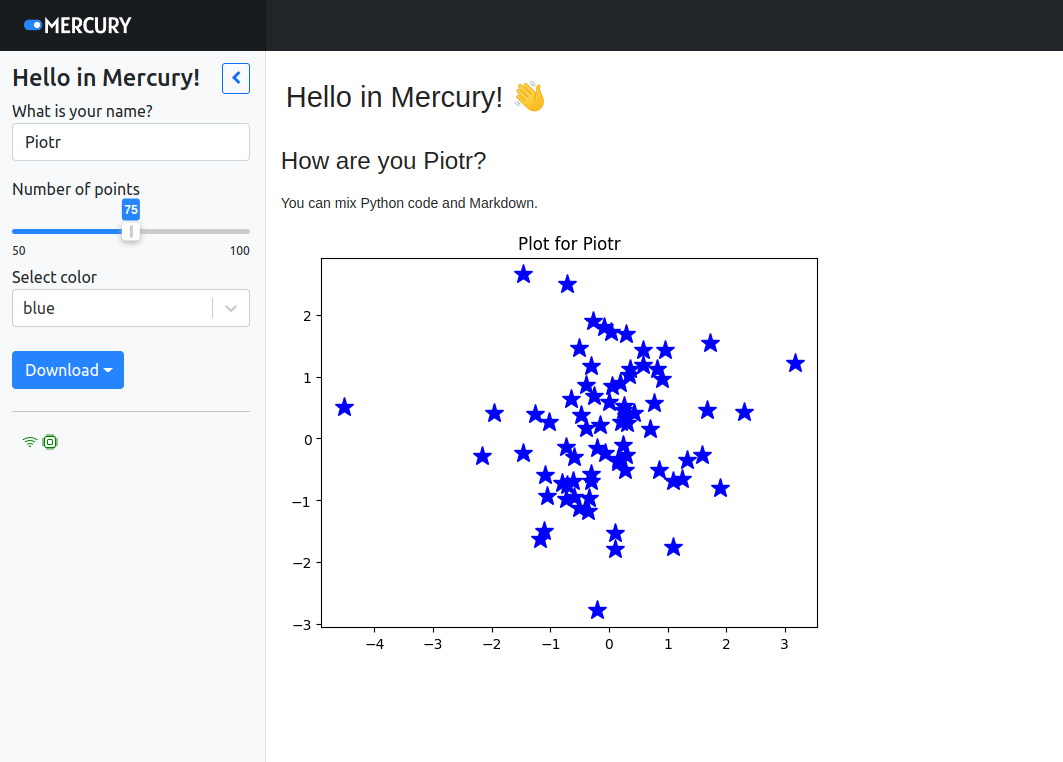 MERCURY
Hello in Mercury!
What is your name?
Piotr
Number of points
75
50 100
Select color
blue
Download
Hello in Mercury! 👋
How are you Piotr?
You can mix Python code and Markdown.
Plot for Piotr
2
1
0
−1
−2
−3
−4 −3 −2 −1 0 1 2 3